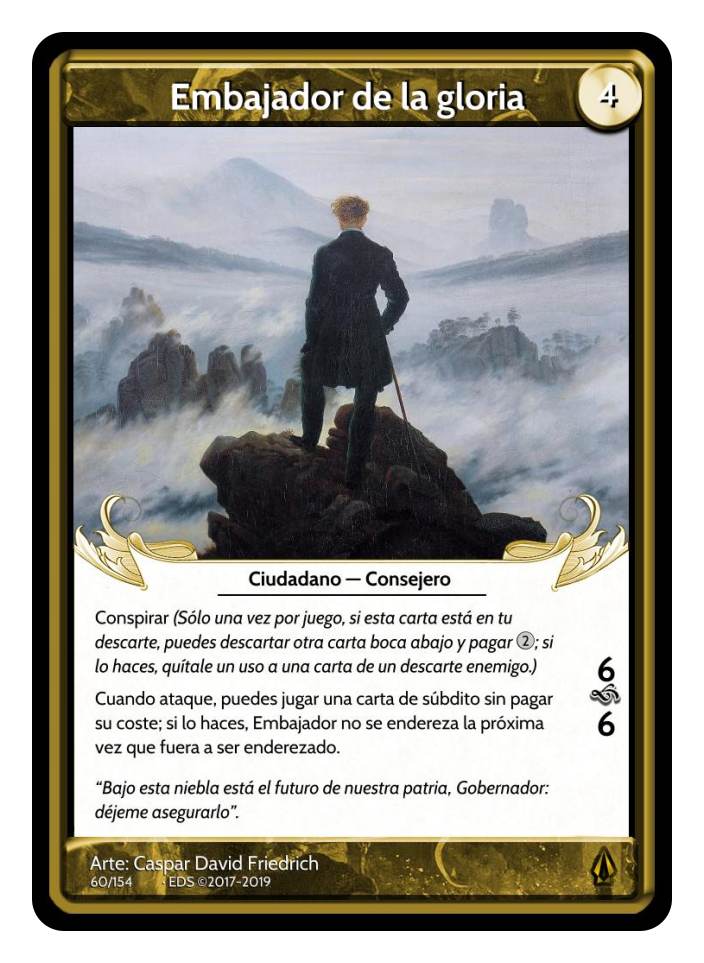 Embajador de la gloria
4
Ciudadano — Consejero
Conspirar (Sólo una vez por juego, si esta carta está en tu
descarte, puedes descartar otra carta boca abajo y pagar 2; si
lo haces, quítale un uso a una carta de un descarte enemigo.)
Cuando ataque, puedes jugar una carta de súbdito sin pagar
su coste; si lo haces, Embajador no se endereza la próxima
vez que fuera a ser enderezado.
6
6
“Bajo esta niebla está el futuro de nuestra patria, Gobernador:
déjeme asegurarlo”.
Arte: Caspar David Friedrich
60/154 EDS ©2017-2019